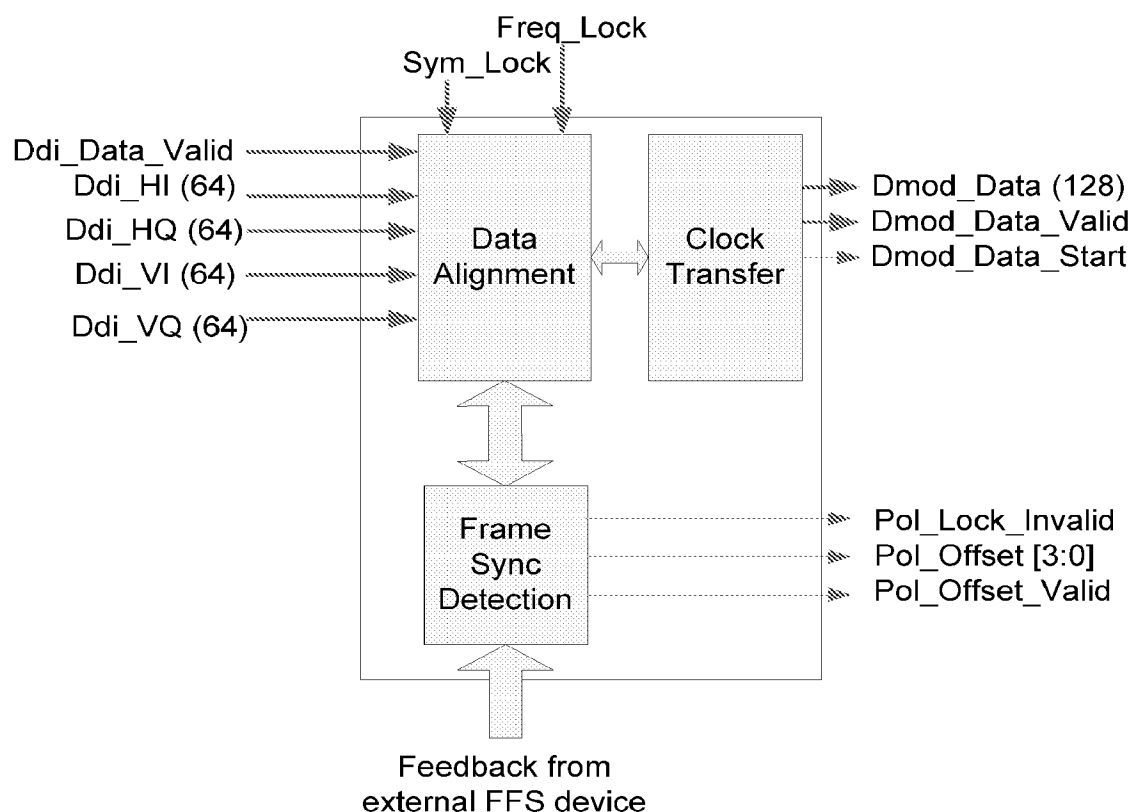 Freq_Lock
Sym_Lock
Ddi_Data_Valid
Ddi_HI (64)
Ddi_HQ (64)
Ddi_VI (64)
Ddi_VQ (64)
Data
Alignment
Clock
Transfer
Dmod_Data (128)
Dmod_Data_Valid
Dmod_Data_Start
Frame
Sync
Detection
Pol_Lock_Invalid
Pol_Offset [3:0]
Pol_Offset_Valid
Feedback from
external FFS device